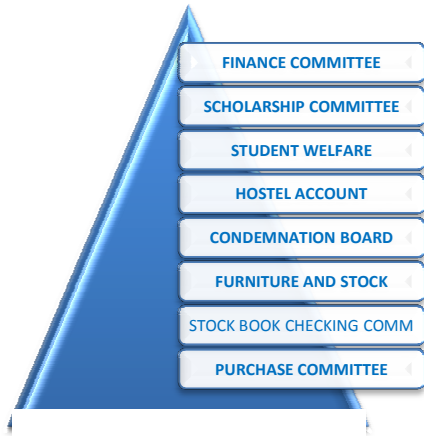 FINANCE COMMITTEE
SCHOLARSHIP COMMITTEE
STUDENT WELFARE
HOSTEL ACCOUNT
CONDEMNATION BOARD
FURNITURE AND STOCK
STOCK BOOK CHECKING COMM
PURCHASE COMMITTEE